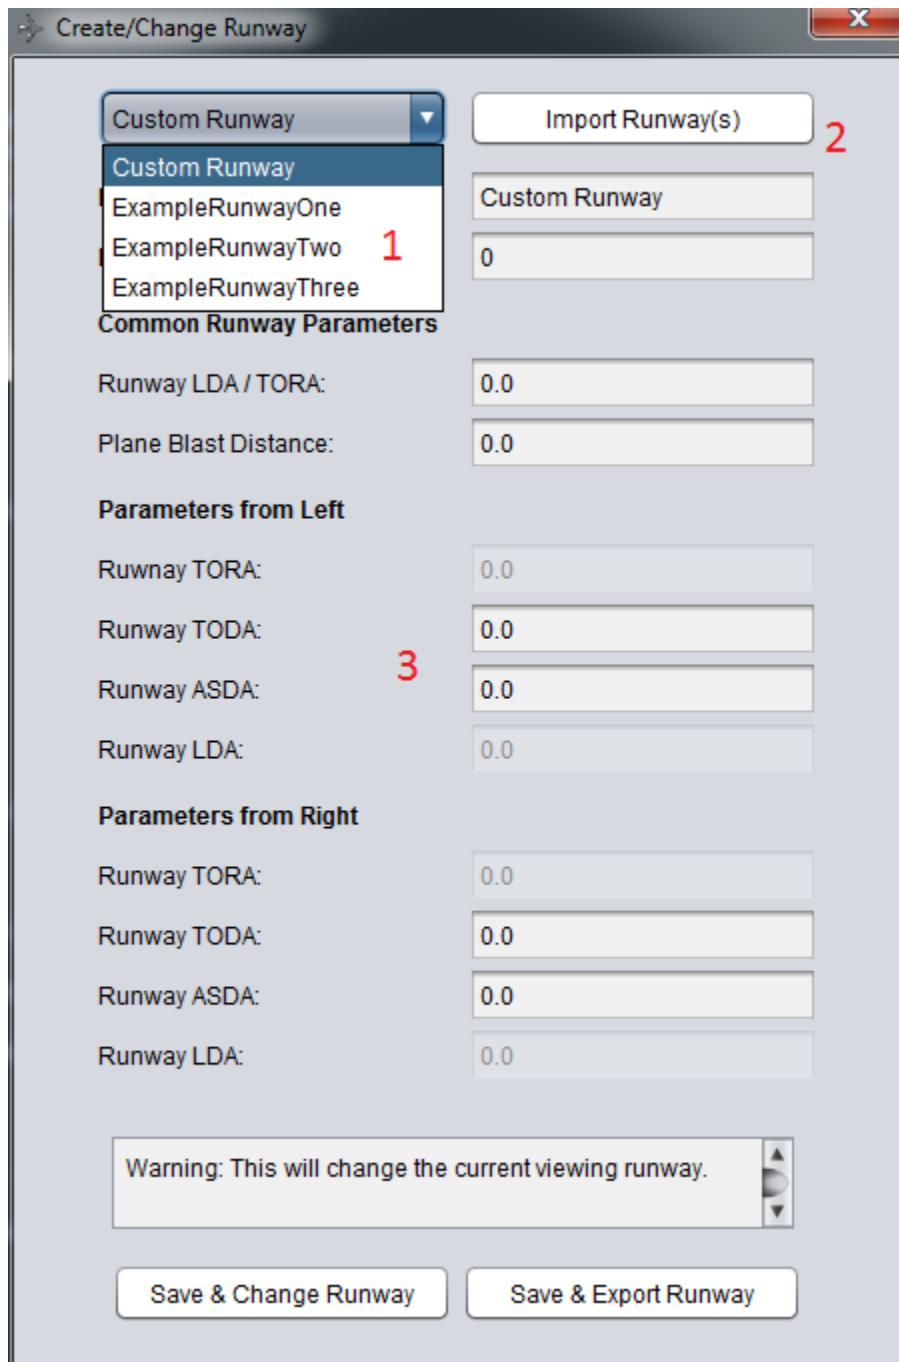 Create/Change Runway
x
Custom Runway Import Runway(s)
2
Custom Runway
Custom Runway
ExampleRunwayOne
ExampleRunwayTwo 1 0
ExampleRunwayThree
Common Runway Parameters
Runway LDA / TORA: 0.0
Plane Blast Distance: 0.0
Parameters from Left
Ruwnay TORA: 0.0
Runway TODA: 0.0
3
Runway ASDA: 0.0
Runway LDA: 0.0
Parameters from Right
Runway TORA: 0.0
Runway TODA: 0.0
Runway ASDA: 0.0
Runway LDA: 0.0
Warning: This will change the current viewing runway.
Save & Change Runway Save & Export Runway